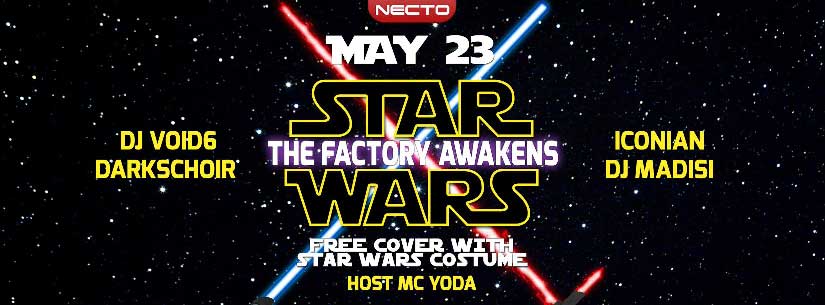 NECTO
MAY 23
STAR
THE FACTORY AWAKENS
WARS
DJ VOID6
DARKSCHOIR
ICONIAN
DJ MADISI
FREE COVER WITH
STAR WARS COSTUME
HOST MC YODA